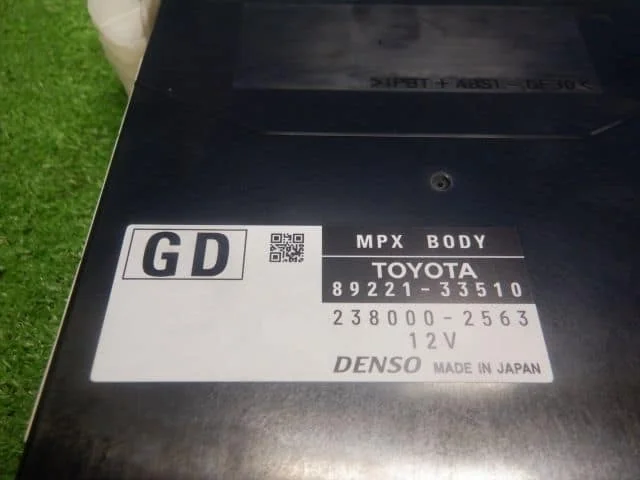 >(PBT+ABS)-GF30<
GD
MPX BODY
TOYOTA
89221-33510
238000-2563
12V
DENSO MADE IN JAPAN